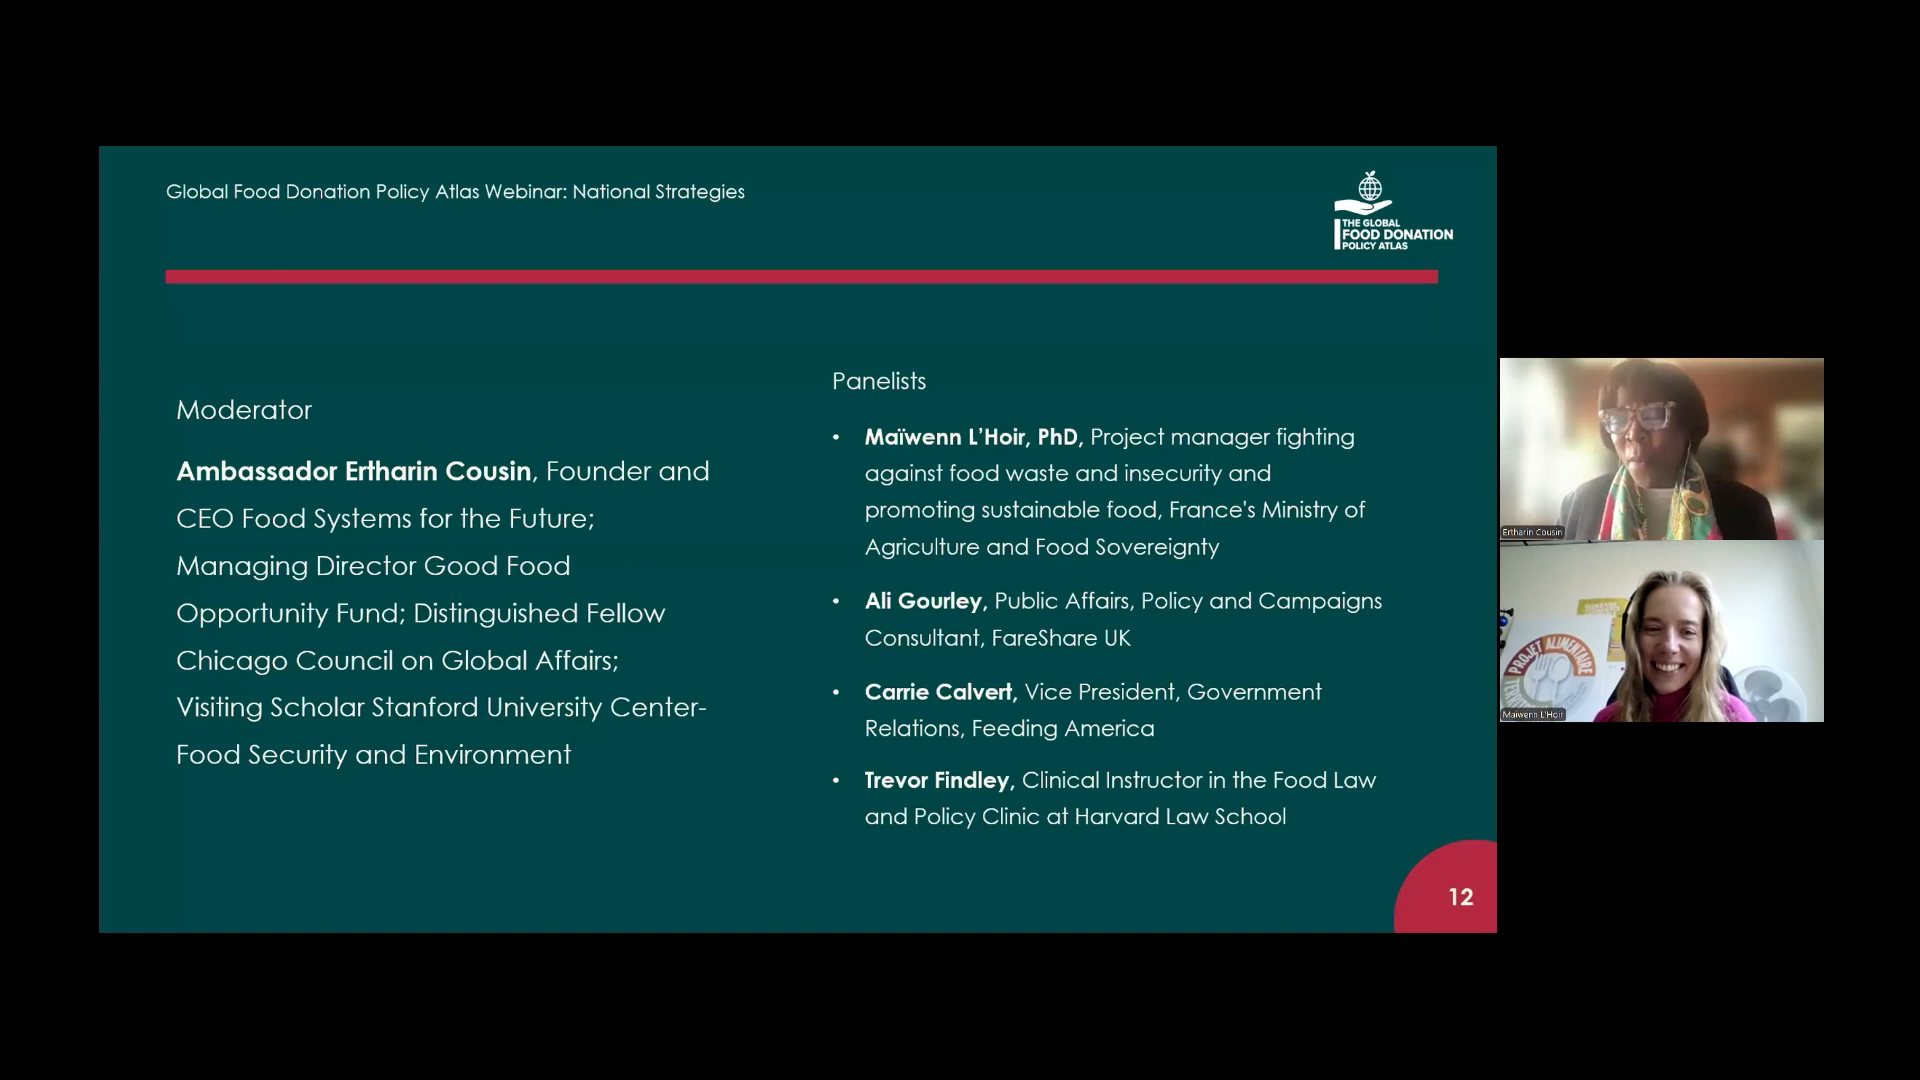 Global Food Donation Policy Atlas Webinar: National Strategies
THE GLOBAL
FOOD DONATION
POLICY ATLAS
Moderator
Ambassador Ertharin Cousin, Founder and
CEO Food Systems for the Future;
Managing Director Good Food
Opportunity Fund; Distinguished Fellow
Chicago Council on Global Affairs;
Visiting Scholar Stanford University Center-
Food Security and Environment
Panelists
• Maïwenn L’Hoir, PhD, Project manager fighting
against food waste and insecurity and
promoting sustainable food, France's Ministry of
Agriculture and Food Sovereignty
• Ali Gourley, Public Affairs, Policy and Campaigns
Consultant, FareShare UK
• Carrie Calvert, Vice President, Government
Relations, Feeding America
• Trevor Findley, Clinical Instructor in the Food Law
and Policy Clinic at Harvard Law School
12
Ertharin Cousin
PROJET ALIMENTAIRE
Maiwenn L'Hoir